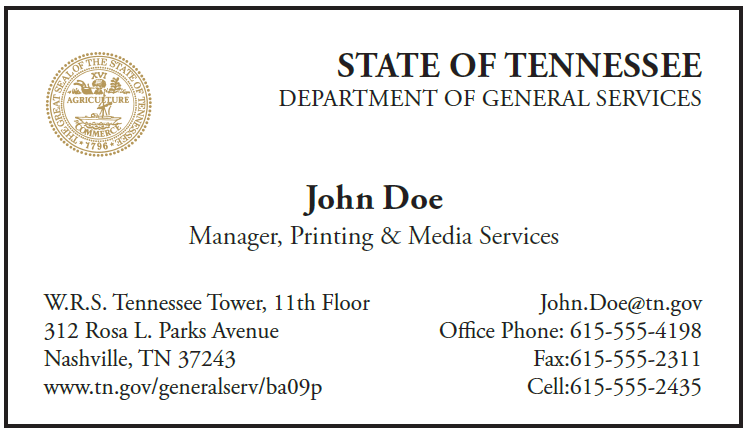 THE GREAT SEAL OF THE STATE OF TENNESSEE
XVI
AGRICULTURE
COMMERCE
1796
STATE OF TENNESSEE
DEPARTMENT OF GENERAL SERVICES
John Doe
Manager, Printing & Media Services
W.R.S. Tennessee Tower, 11th Floor
312 Rosa L. Parks Avenue
Nashville, TN 37243
www.tn.gov/generalserv/ba09p
John.Doe@tn.gov
Office Phone: 615-555-4198
Fax:615-555-2311
Cell:615-555-2435